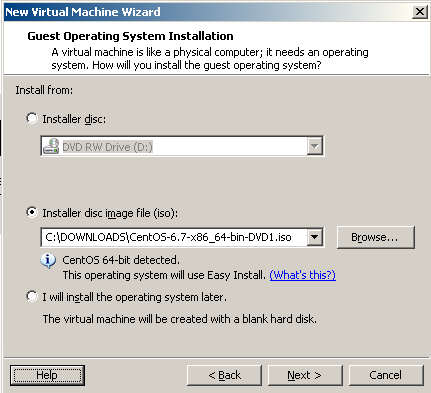 New Virtual Machine Wizard
Guest Operating System Installation
A virtual machine is like a physical computer; it needs an operating
system. How will you install the guest operating system?
Install from:
Installer disc:
DVD RW Drive (D:)
Installer disc image file (iso):
C:\DOWNLOADS\CentOS-6.7-x86_64-bin-DVD1.iso
Browse...
CentOS 64-bit detected.
This operating system will use Easy Install. (What's this?)
I will install the operating system later.
The virtual machine will be created with a blank hard disk.
Help
< Back
Next >
Cancel